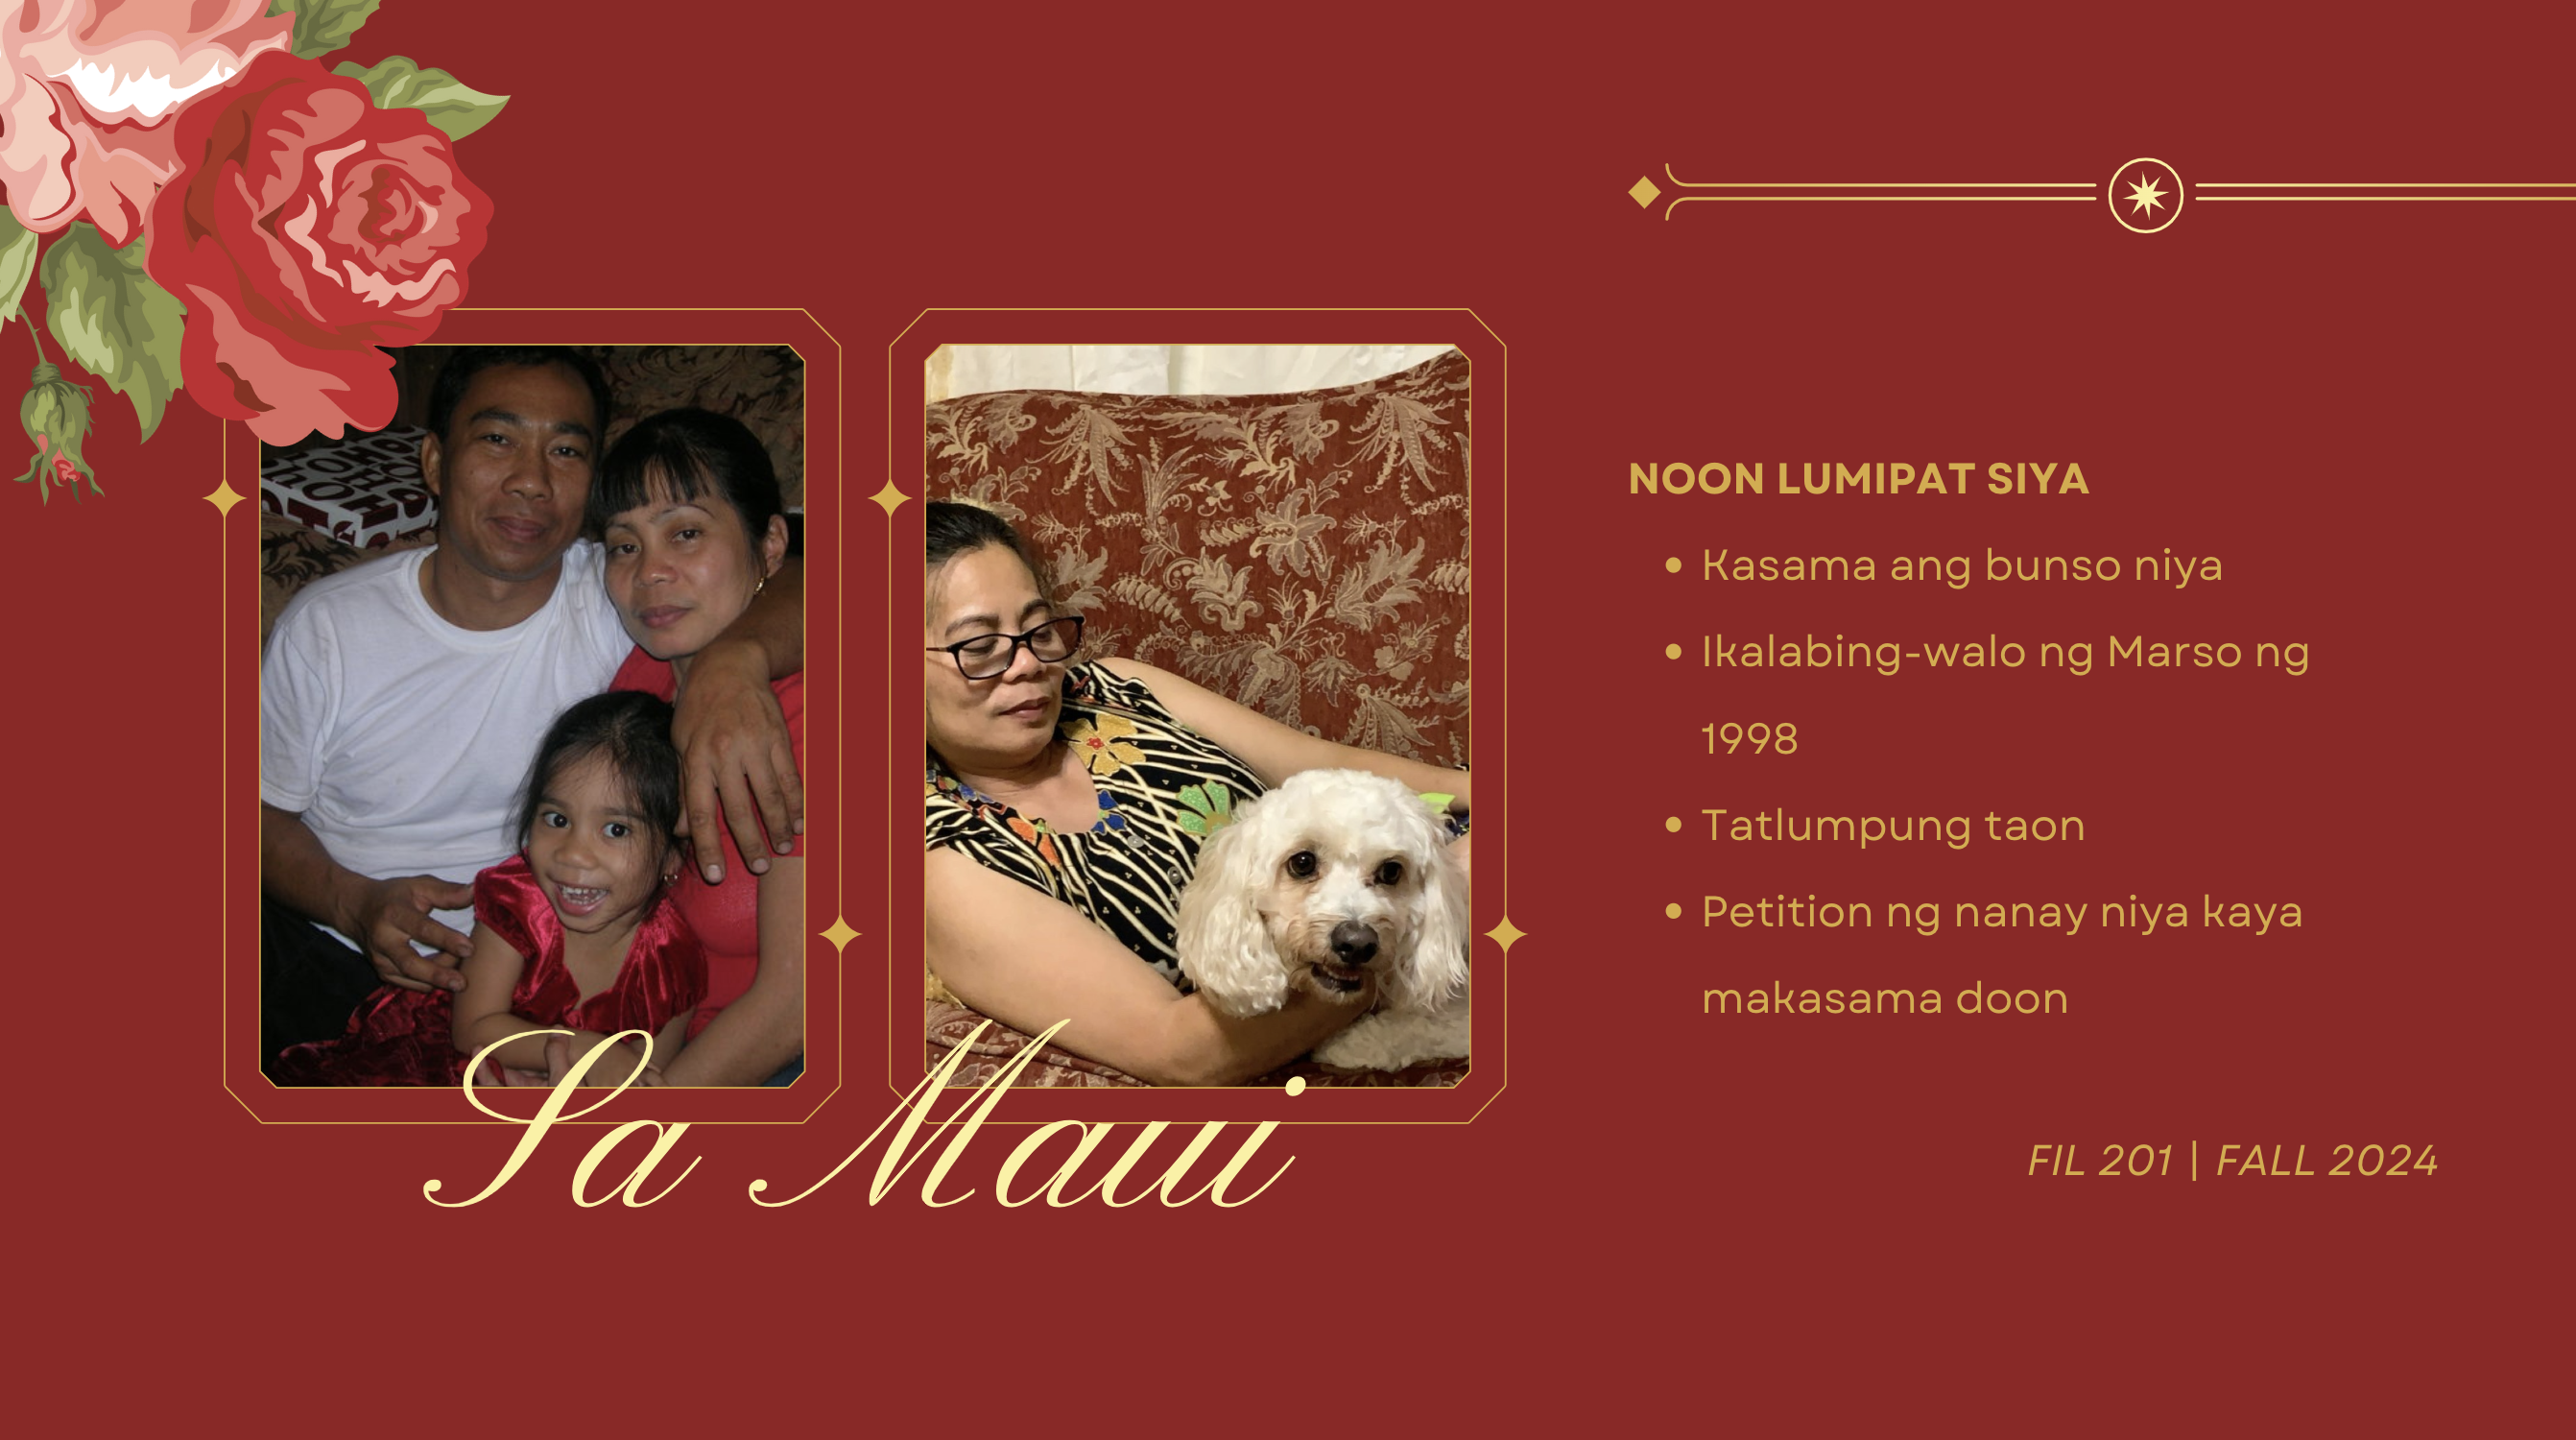 NOON LUMIPAT SIYA
• Kasama ang bunso niya
• Ikalabing-walo ng Marso ng
1998
• Tatlumpung taon
• Petition ng nanay niya kaya
makasama doon
Sa Maui
FIL 201 | FALL 2024